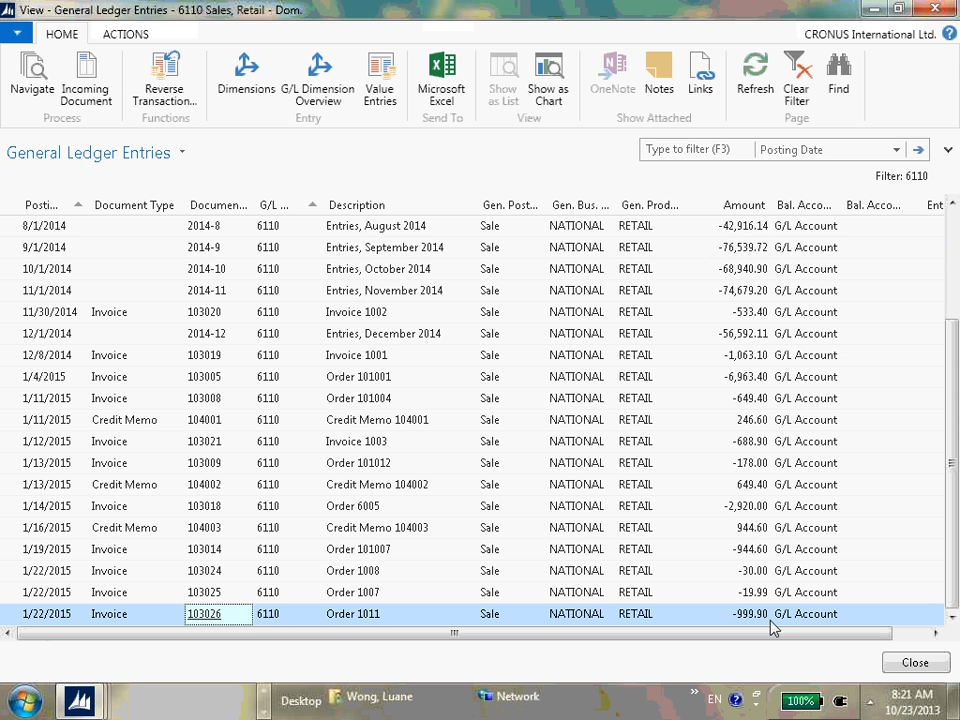 View - General Ledger Entries - 6110 Sales, Retail - Dom.
HOME ACTIONS CRONUS International Ltd.
Navigate Incoming Document Reverse Transaction... Dimensions G/L Dimension Overview Value Entries Microsoft Excel Show as List Show as Chart OneNote Notes Links Refresh Clear Filter Find
Process Functions Entry Send To View Show Attached Page
General Ledger Entries Type to filter (F3) Posting Date
Filter: 6110
Posti... Document Type Documen... G/L ... Description Gen. Post... Gen. Bus. ... Gen. Prod... Amount Bal. Acco... Bal. Acco... Ent
8/1/2014 2014-8 6110 Entries, August 2014 Sale NATIONAL RETAIL -42,916.14 G/L Account
9/1/2014 2014-9 6110 Entries, September 2014 Sale NATIONAL RETAIL -76,539.72 G/L Account
10/1/2014 2014-10 6110 Entries, October 2014 Sale NATIONAL RETAIL -68,940.90 G/L Account
11/1/2014 2014-11 6110 Entries, November 2014 Sale NATIONAL RETAIL -74,679.20 G/L Account
11/30/2014 Invoice 103020 6110 Invoice 1002 Sale NATIONAL RETAIL -533.40 G/L Account
12/1/2014 2014-12 6110 Entries, December 2014 Sale NATIONAL RETAIL -56,592.11 G/L Account
12/8/2014 Invoice 103019 6110 Invoice 1001 Sale NATIONAL RETAIL -1,063.10 G/L Account
1/4/2015 Invoice 103005 6110 Order 101001 Sale NATIONAL RETAIL -6,963.40 G/L Account
1/11/2015 Invoice 103008 6110 Order 101004 Sale NATIONAL RETAIL -649.40 G/L Account
1/11/2015 Credit Memo 104001 6110 Credit Memo 104001 Sale NATIONAL RETAIL 246.60 G/L Account
1/12/2015 Invoice 103021 6110 Invoice 1003 Sale NATIONAL RETAIL -688.90 G/L Account
1/13/2015 Invoice 103009 6110 Order 101012 Sale NATIONAL RETAIL -178.00 G/L Account
1/13/2015 Credit Memo 104002 6110 Credit Memo 104002 Sale NATIONAL RETAIL 649.40 G/L Account
1/14/2015 Invoice 103018 6110 Order 6005 Sale NATIONAL RETAIL -2,920.00 G/L Account
1/16/2015 Credit Memo 104003 6110 Credit Memo 104003 Sale NATIONAL RETAIL 944.60 G/L Account
1/19/2015 Invoice 103014 6110 Order 101007 Sale NATIONAL RETAIL -944.60 G/L Account
1/22/2015 Invoice 103024 6110 Order 1008 Sale NATIONAL RETAIL -30.00 G/L Account
1/22/2015 Invoice 103025 6110 Order 1007 Sale NATIONAL RETAIL -19.99 G/L Account
1/22/2015 Invoice 103026 6110 Order 1011 Sale NATIONAL RETAIL -999.90 G/L Account
Close
Desktop Wong, Luane Network EN 100% 8:21 AM
10/23/2013